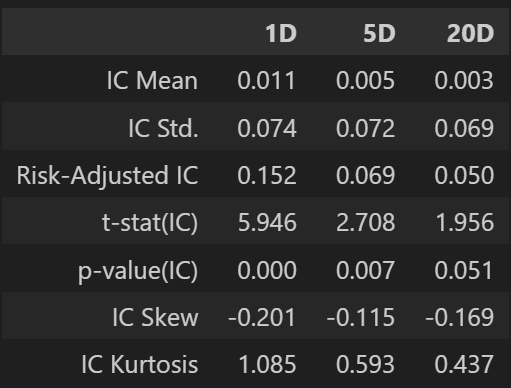 1D 5D 20D
IC Mean 0.011 0.005 0.003
IC Std. 0.074 0.072 0.069
Risk-Adjusted IC 0.152 0.069 0.050
t-stat(IC) 5.946 2.708 1.956
p-value(IC) 0.000 0.007 0.051
IC Skew -0.201 -0.115 -0.169
IC Kurtosis 1.085 0.593 0.437